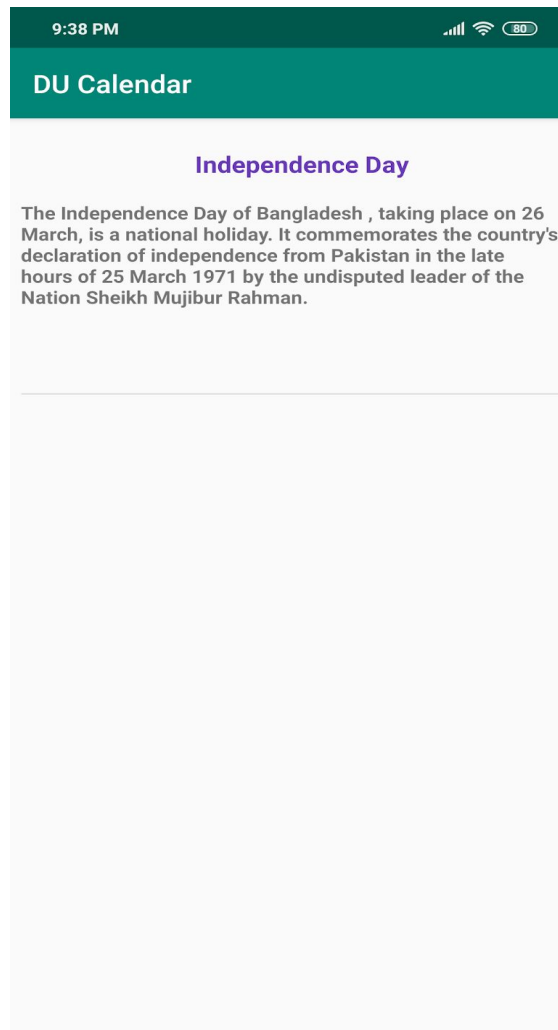 9:38 PM 80
DU Calendar
Independence Day
The Independence Day of Bangladesh , taking place on 26
March, is a national holiday. It commemorates the country's
declaration of independence from Pakistan in the late
hours of 25 March 1971 by the undisputed leader of the
Nation Sheikh Mujibur Rahman.